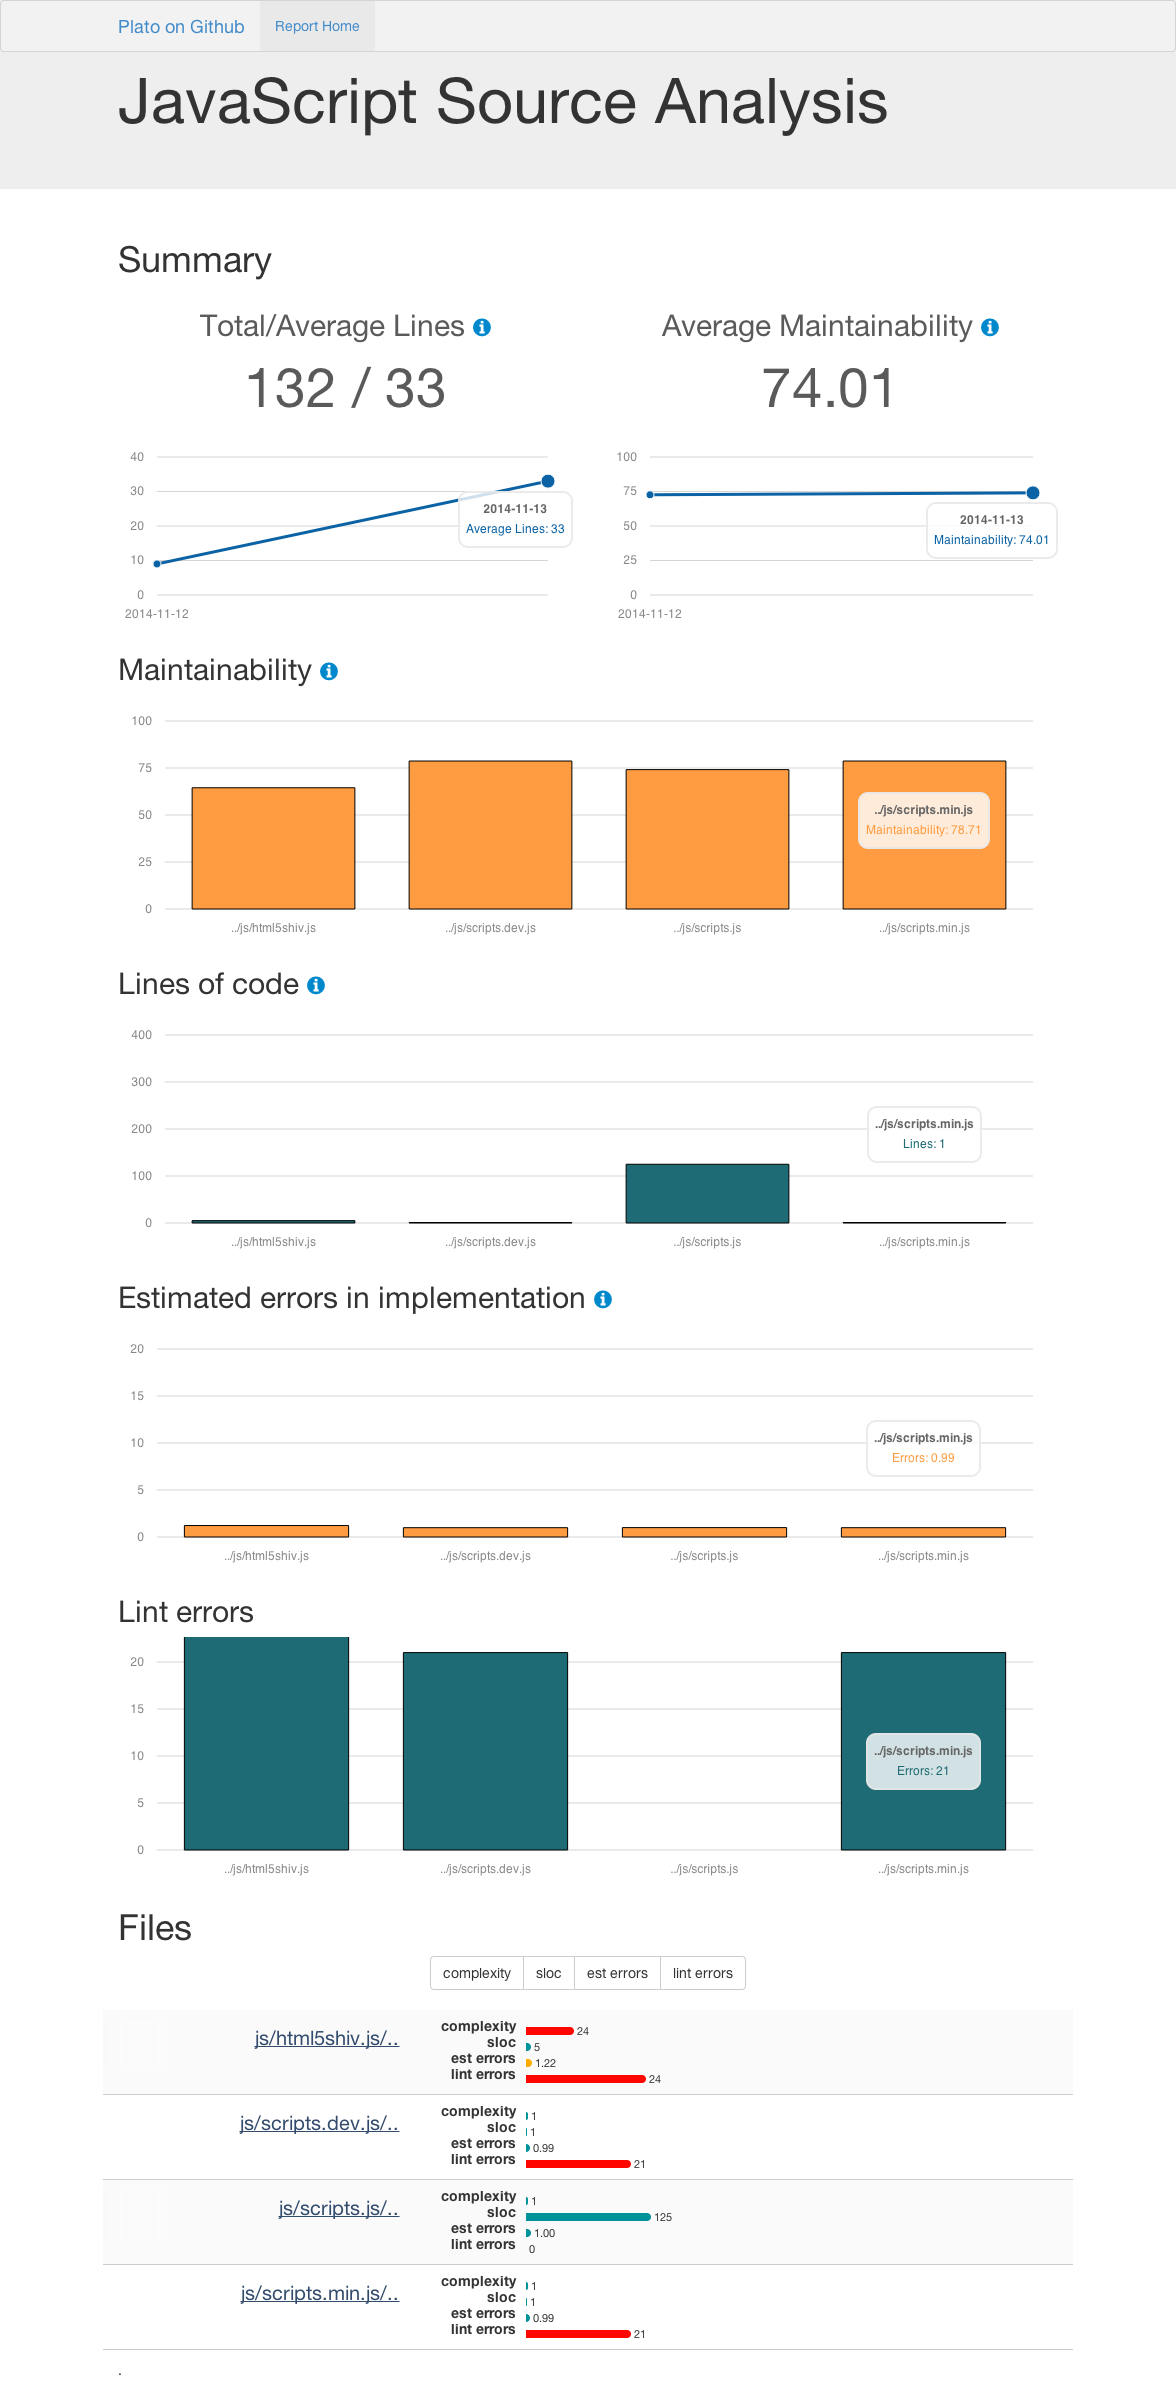 Plato on Github Report Home
JavaScript Source Analysis
Summary
Total/Average Lines
132 / 33
40
30
20
10
0
2014-11-12
2014-11-13
Average Lines: 33
Average Maintainability
74.01
100
75
50
25
0
2014-11-12
2014-11-13
Maintainability: 74.01
Maintainability
100
75
50
25
0
../js/html5shiv.js ../js/scripts.dev.js ../js/scripts.js ../js/scripts.min.js
../js/scripts.min.js
Maintainability: 78.71
Lines of code
400
300
200
100
0
../js/html5shiv.js ../js/scripts.dev.js ../js/scripts.js ../js/scripts.min.js
../js/scripts.min.js
Lines: 1
Estimated errors in implementation
20
15
10
5
0
../js/html5shiv.js ../js/scripts.dev.js ../js/scripts.js ../js/scripts.min.js
../js/scripts.min.js
Errors: 0.99
Lint errors
20
15
10
5
0
../js/html5shiv.js ../js/scripts.dev.js ../js/scripts.js ../js/scripts.min.js
../js/scripts.min.js
Errors: 21
Files
complexity sloc est errors lint errors
js/html5shiv.js/..
complexity 24
sloc 5
est errors 1.22
lint errors 24
js/scripts.dev.js/..
complexity 1
sloc 1
est errors 0.99
lint errors 21
js/scripts.js/..
complexity 1
sloc 125
est errors 1.00
lint errors 0
js/scripts.min.js/..
complexity 1
sloc 1
est errors 0.99
lint errors 21
.